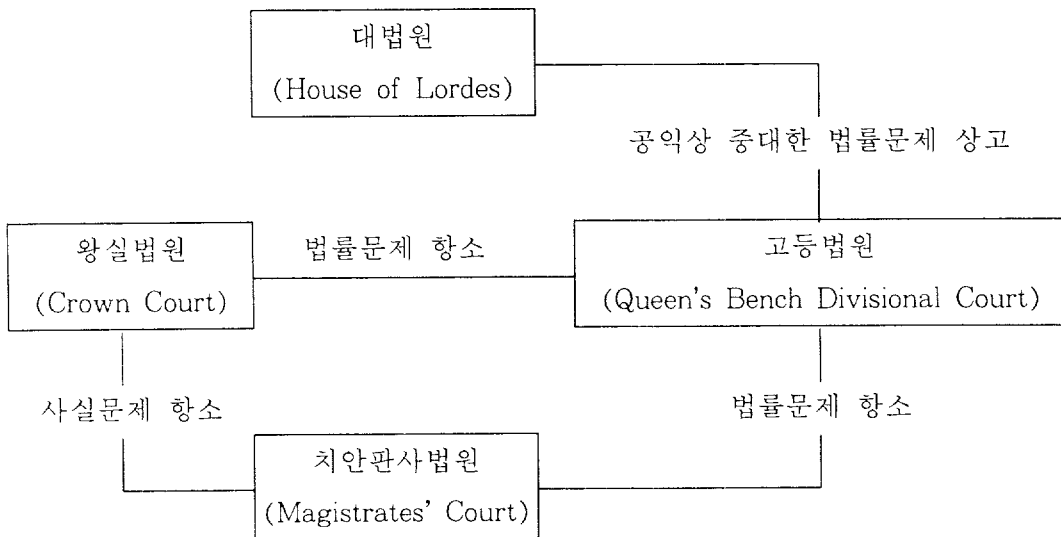 대법원
(House of Lordes)
공익상 중대한 법률문제 상고
왕실법원
(Crown Court)
법률문제 항소
고등법원
(Queen's Bench Divisional Court)
사실문제 항소
법률문제 항소
치안판사법원
(Magistrates' Court)